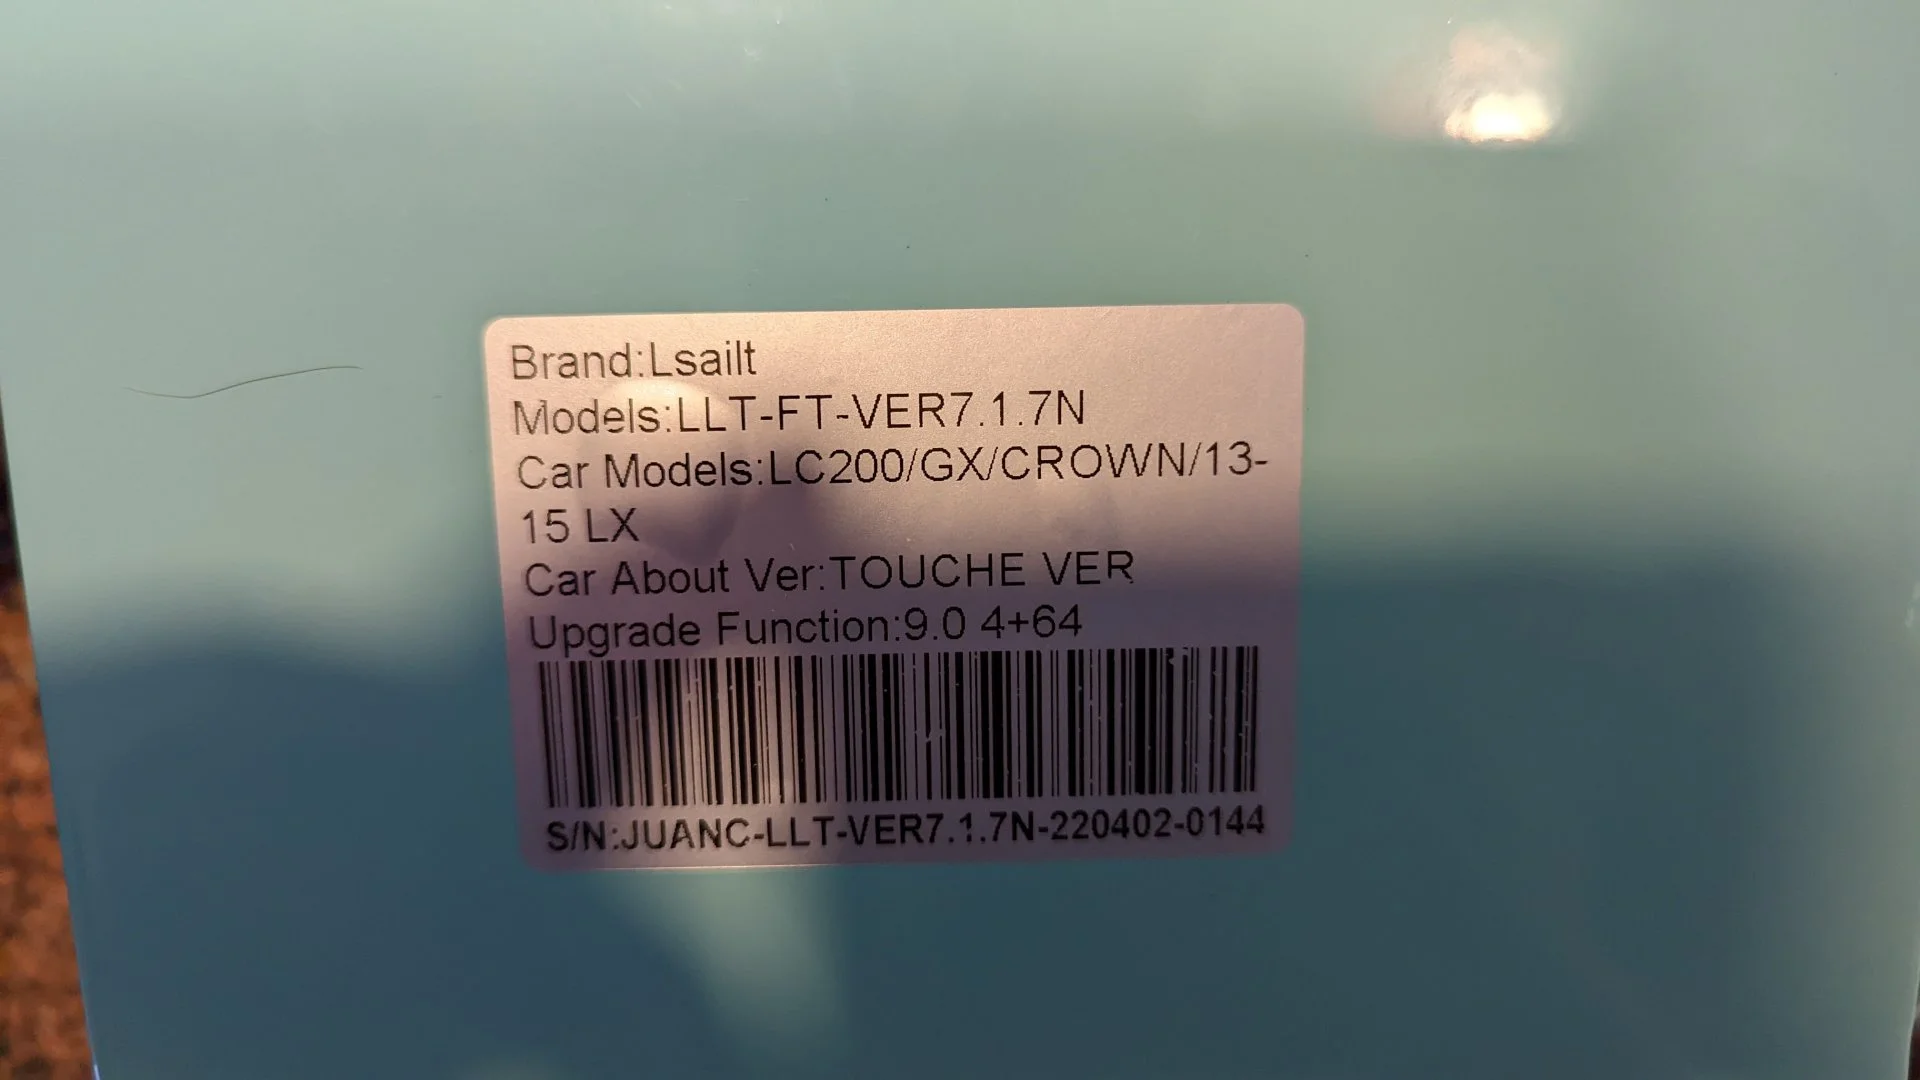 Brand:Lsailt
Models:LLT-FT-VER7.1.7N
Car Models:LC200/GX/CROWN/13-
15 LX
Car About Ver:TOUCHE VER
Upgrade Function:9.0 4+64
S/N:JUANC-LLT-VER7.1.7N-220402-0144